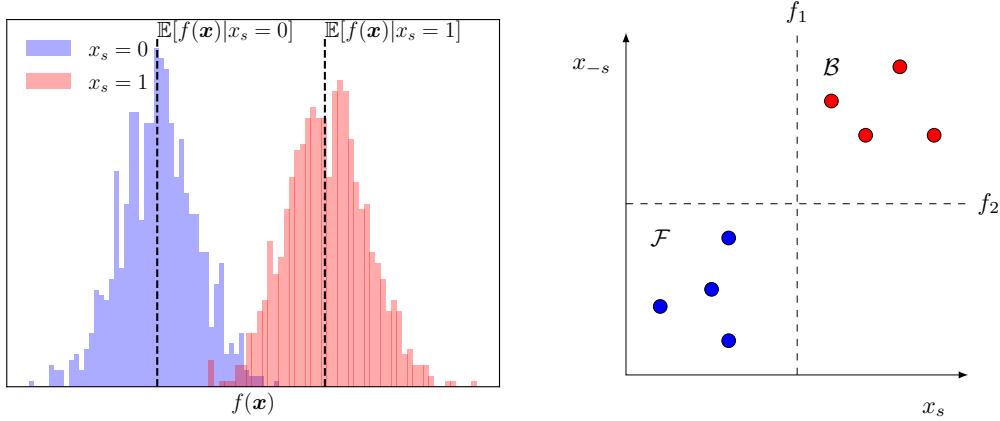 𝔼[f(𝒙)|x_s = 0]
𝔼[f(𝒙)|x_s = 1]
x_s = 0
x_s = 1
f(𝒙)
f_1
x_{-s}
ℬ
f_2
ℱ
x_s